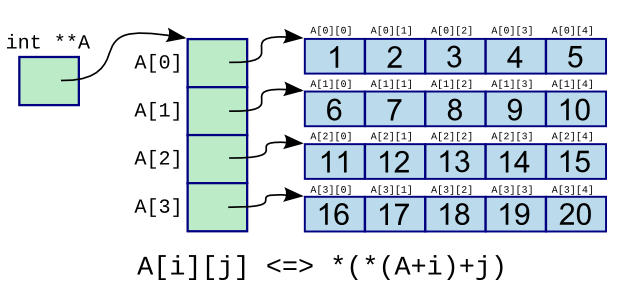 int **A
A[0]
A[0][0] A[0][1] A[0][2] A[0][3] A[0][4]
1 2 3 4 5
A[1]
A[1][0] A[1][1] A[1][2] A[1][3] A[1][4]
6 7 8 9 10
A[2]
A[2][0] A[2][1] A[2][2] A[2][3] A[2][4]
11 12 13 14 15
A[3]
A[3][0] A[3][1] A[3][2] A[3][3] A[3][4]
16 17 18 19 20
A[i][j] <=> *(*(A+i)+j)